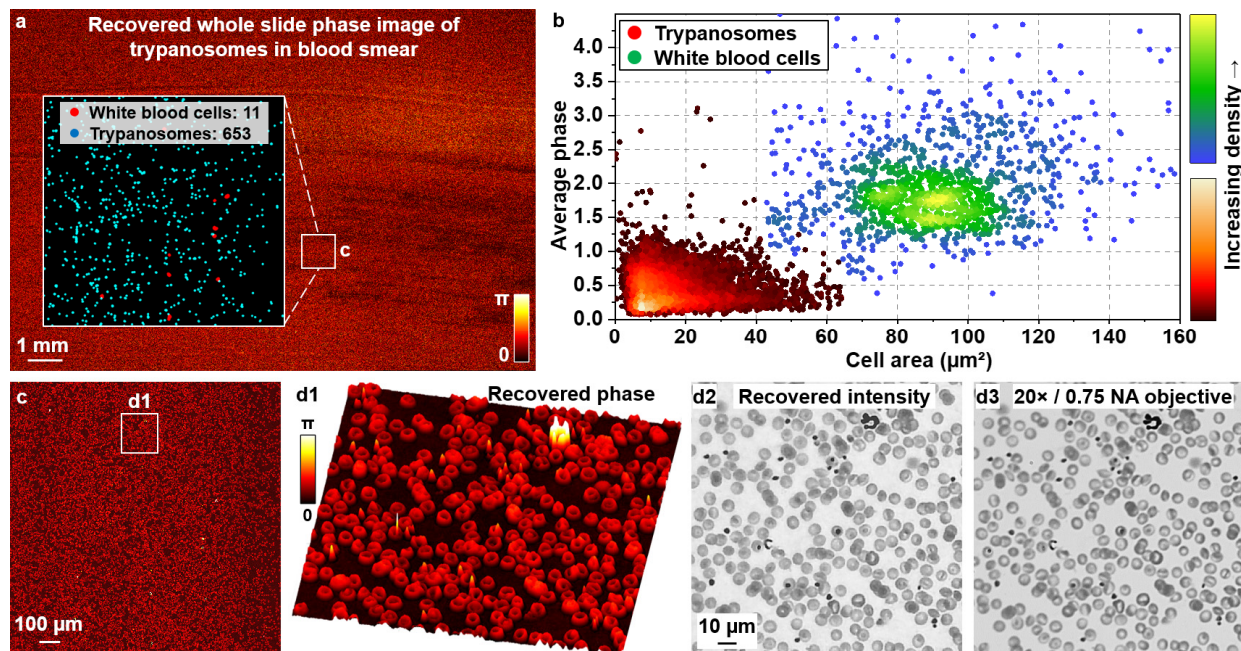 a
Recovered whole slide phase image of
trypanosomes in blood smear
White blood cells: 11
Trypanosomes: 653
c
π
0
1 mm
b
Trypanosomes
White blood cells
Average phase
4.5
4.0
3.5
3.0
2.5
2.0
1.5
1.0
0.5
0.0
0 20 40 60 80 100 120 140 160
Cell area (µm²)
Increasing density →
c
d1
100 µm
d1
Recovered phase
π
0
d2 Recovered intensity
10 µm
d3 20× / 0.75 NA objective